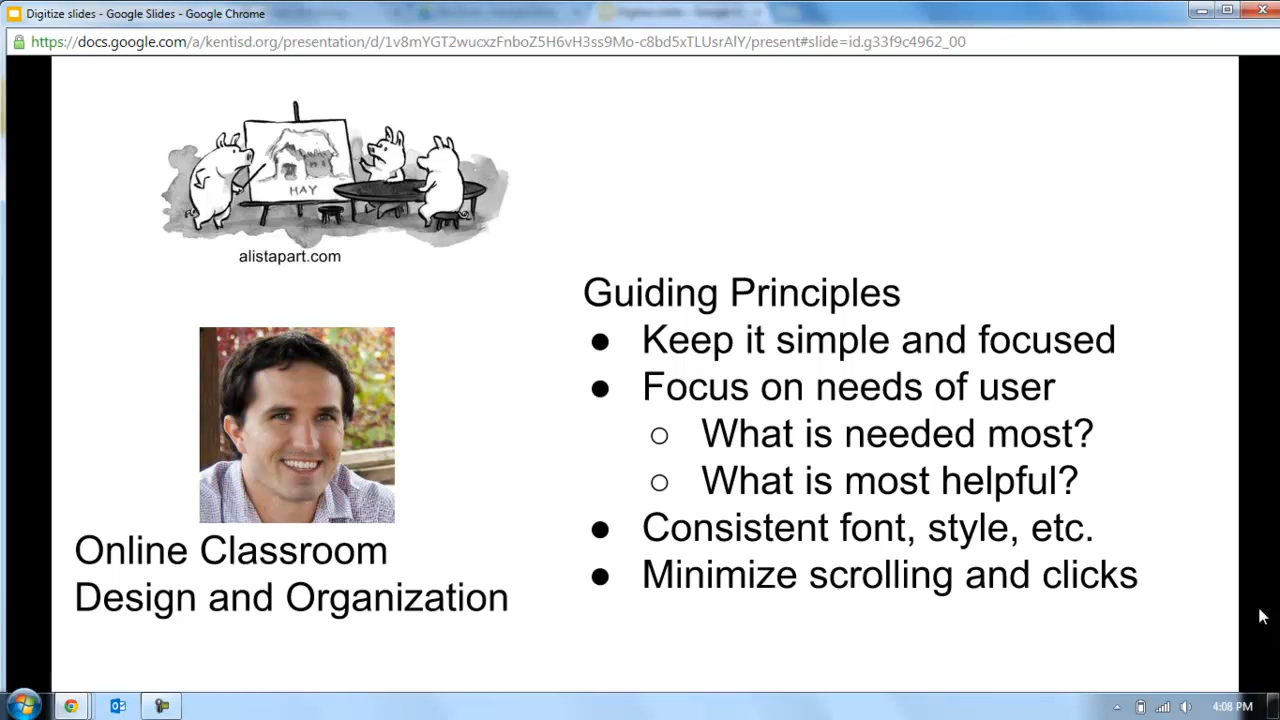 Digitize slides - Google Slides - Google Chrome
https://docs.google.com/a/kentisd.org/presentation/d/1v8mYGT2wucxzFnboZ5H6vH3ss9Mo-c8bd5xTLUsrAlY/present#slide=id.g33f9c4962_00
HAY
alistapart.com
Online Classroom
Design and Organization
Guiding Principles
● Keep it simple and focused
● Focus on needs of user
○ What is needed most?
○ What is most helpful?
● Consistent font, style, etc.
● Minimize scrolling and clicks
4:08 PM